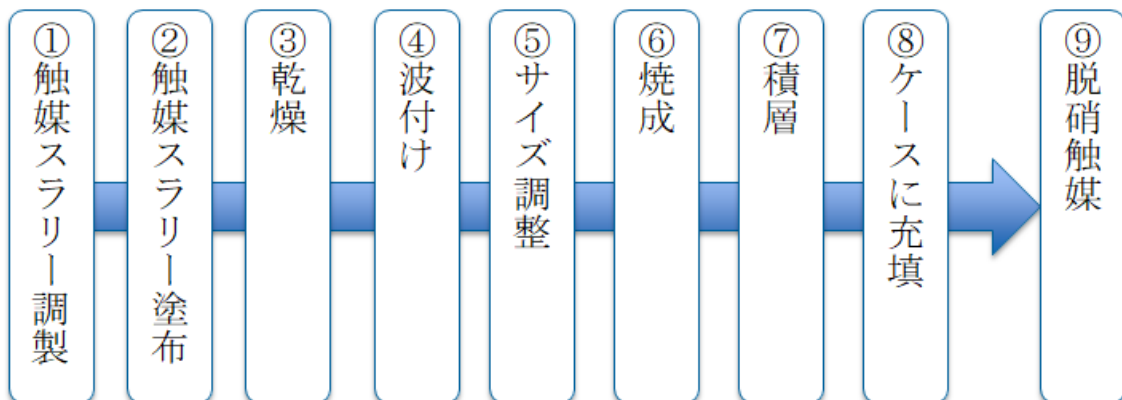 ①触媒スラリー調製
②触媒スラリー塗布
③乾燥
④波付け
⑤サイズ調整
⑥焼成
⑦積層
⑧ケースに充填
⑨脱硝触媒